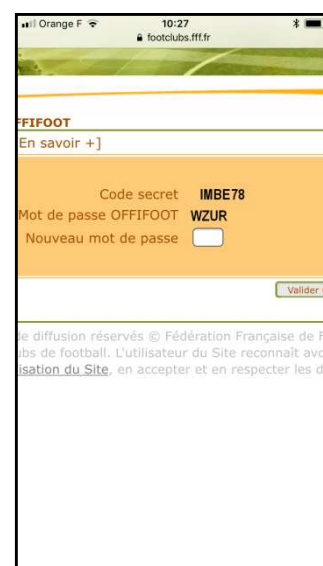 Orange F 10:27
footclubs.fff.fr
FFIFOOT
En savoir +]
Code secret IMBE78
Mot de passe OFFIFOOT WZUR
Nouveau mot de passe
Valider
de diffusion réservés © Fédération Française de F
ubs de football. L'utilisateur du Site reconnaît avo
isation du Site, en accepter et en respecter les d